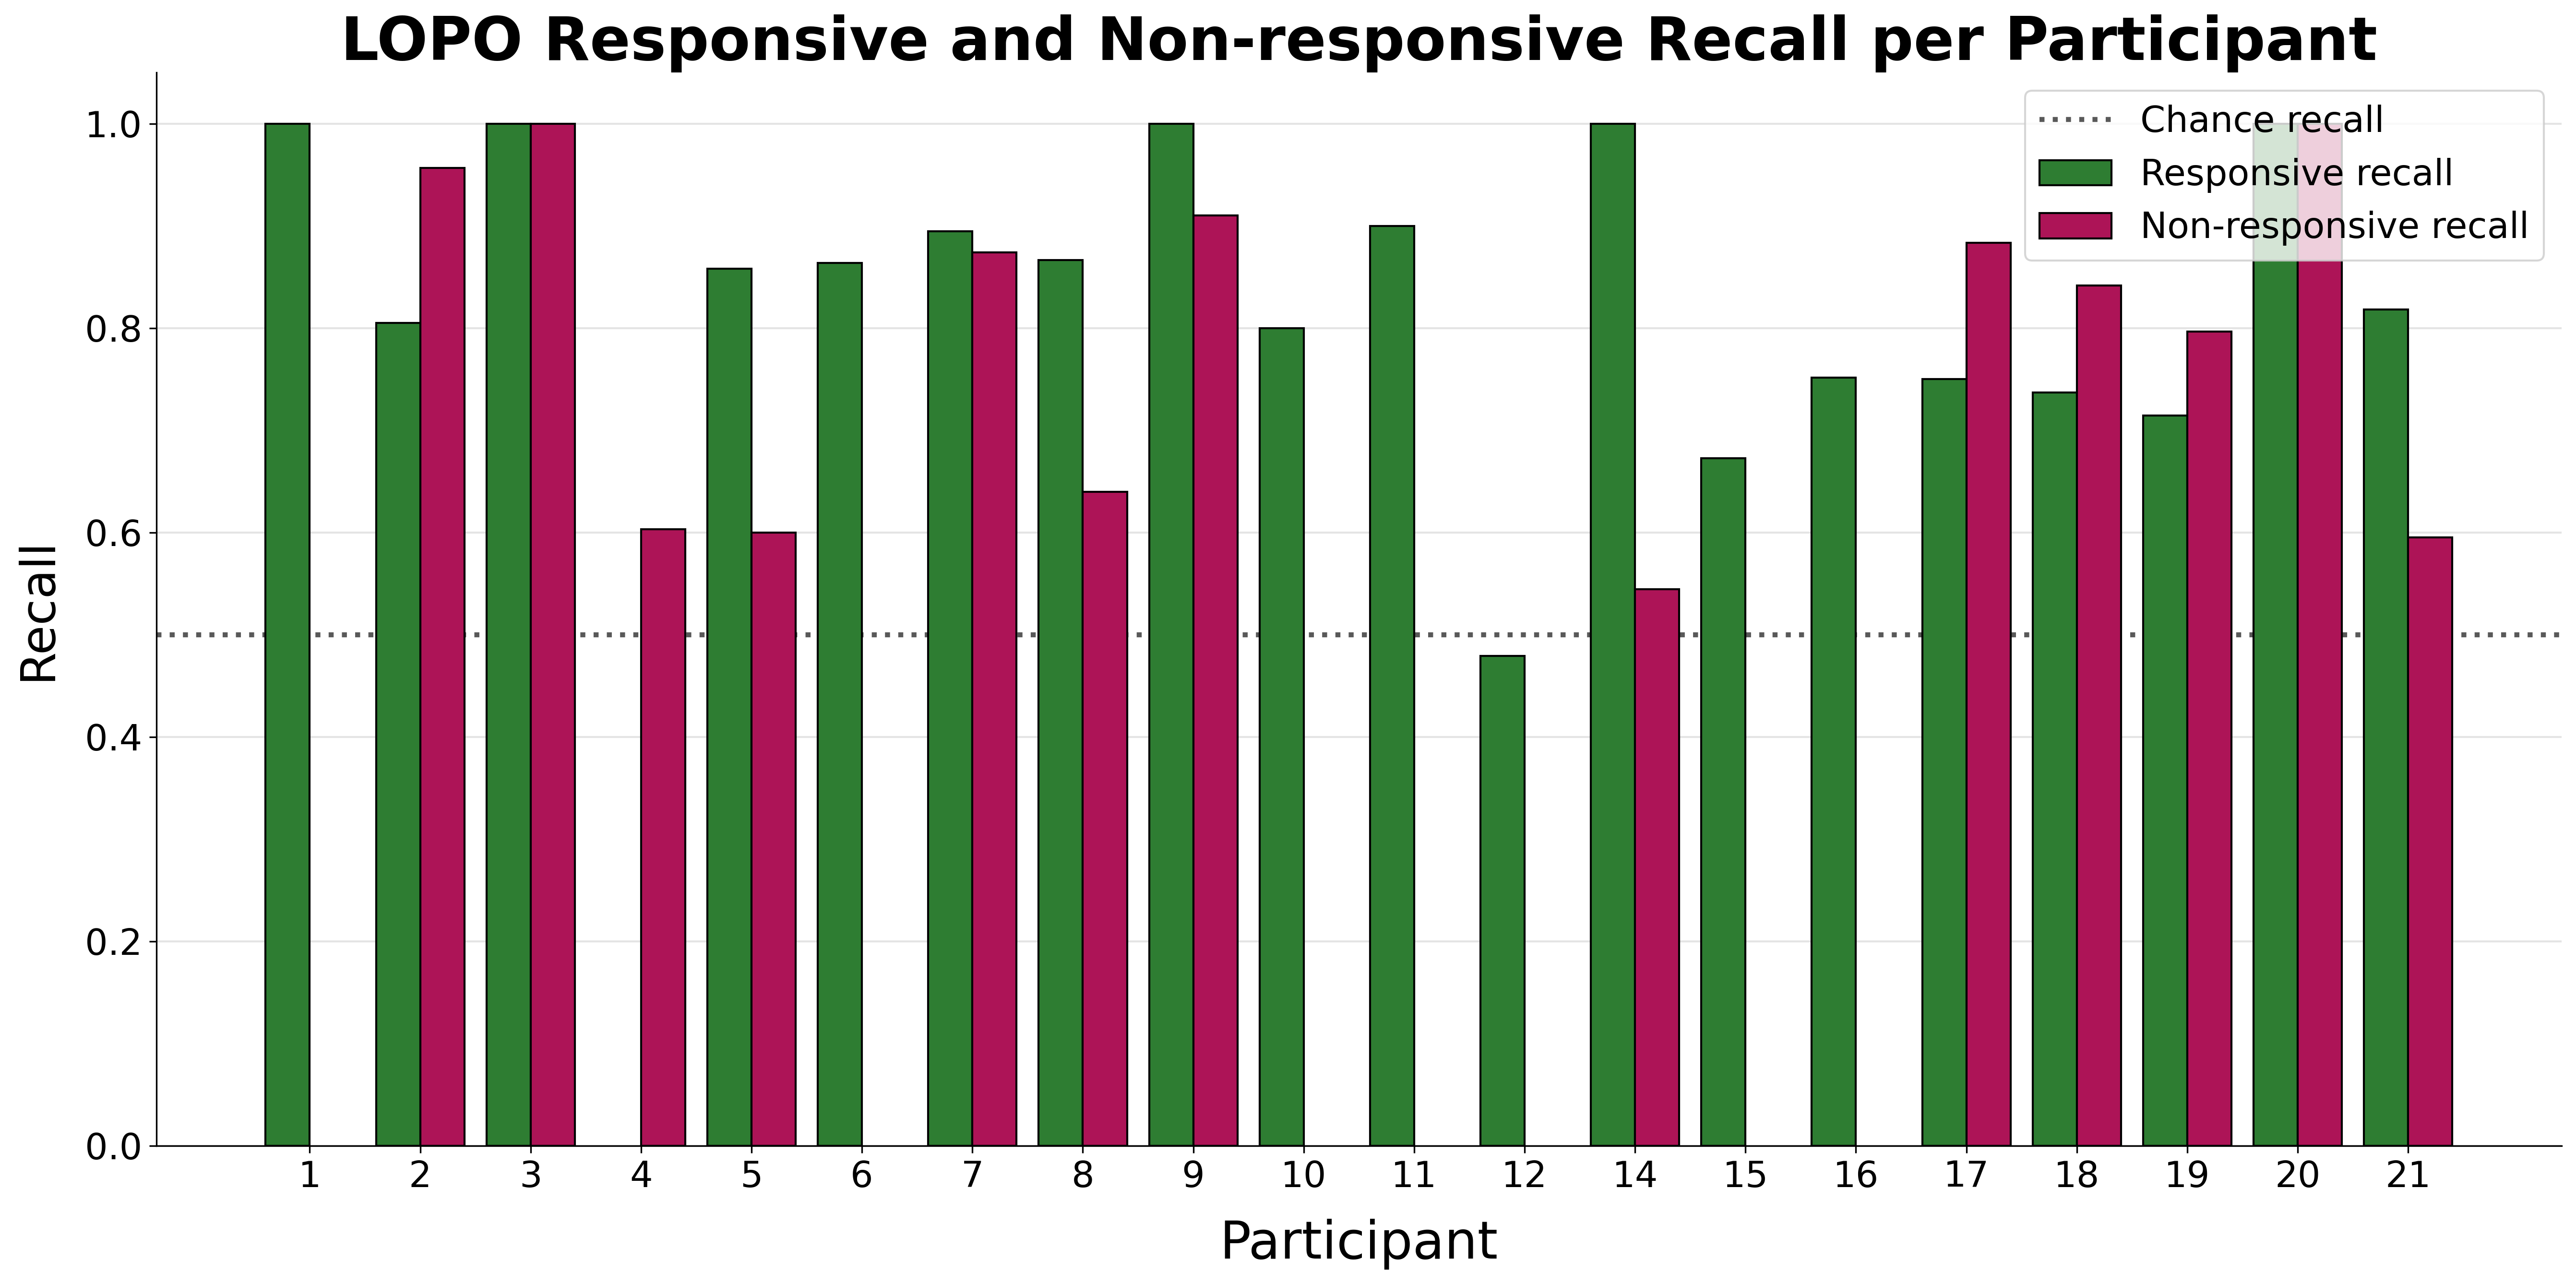 LOPO Responsive and Non-responsive Recall per Participant
Chance recall
Responsive recall
Non-responsive recall
1.0
0.8
0.6
0.4
0.2
0.0
Recall
1 2 3 4 5 6 7 8 9 10 11 12 14 15 16 17 18 19 20 21
Participant